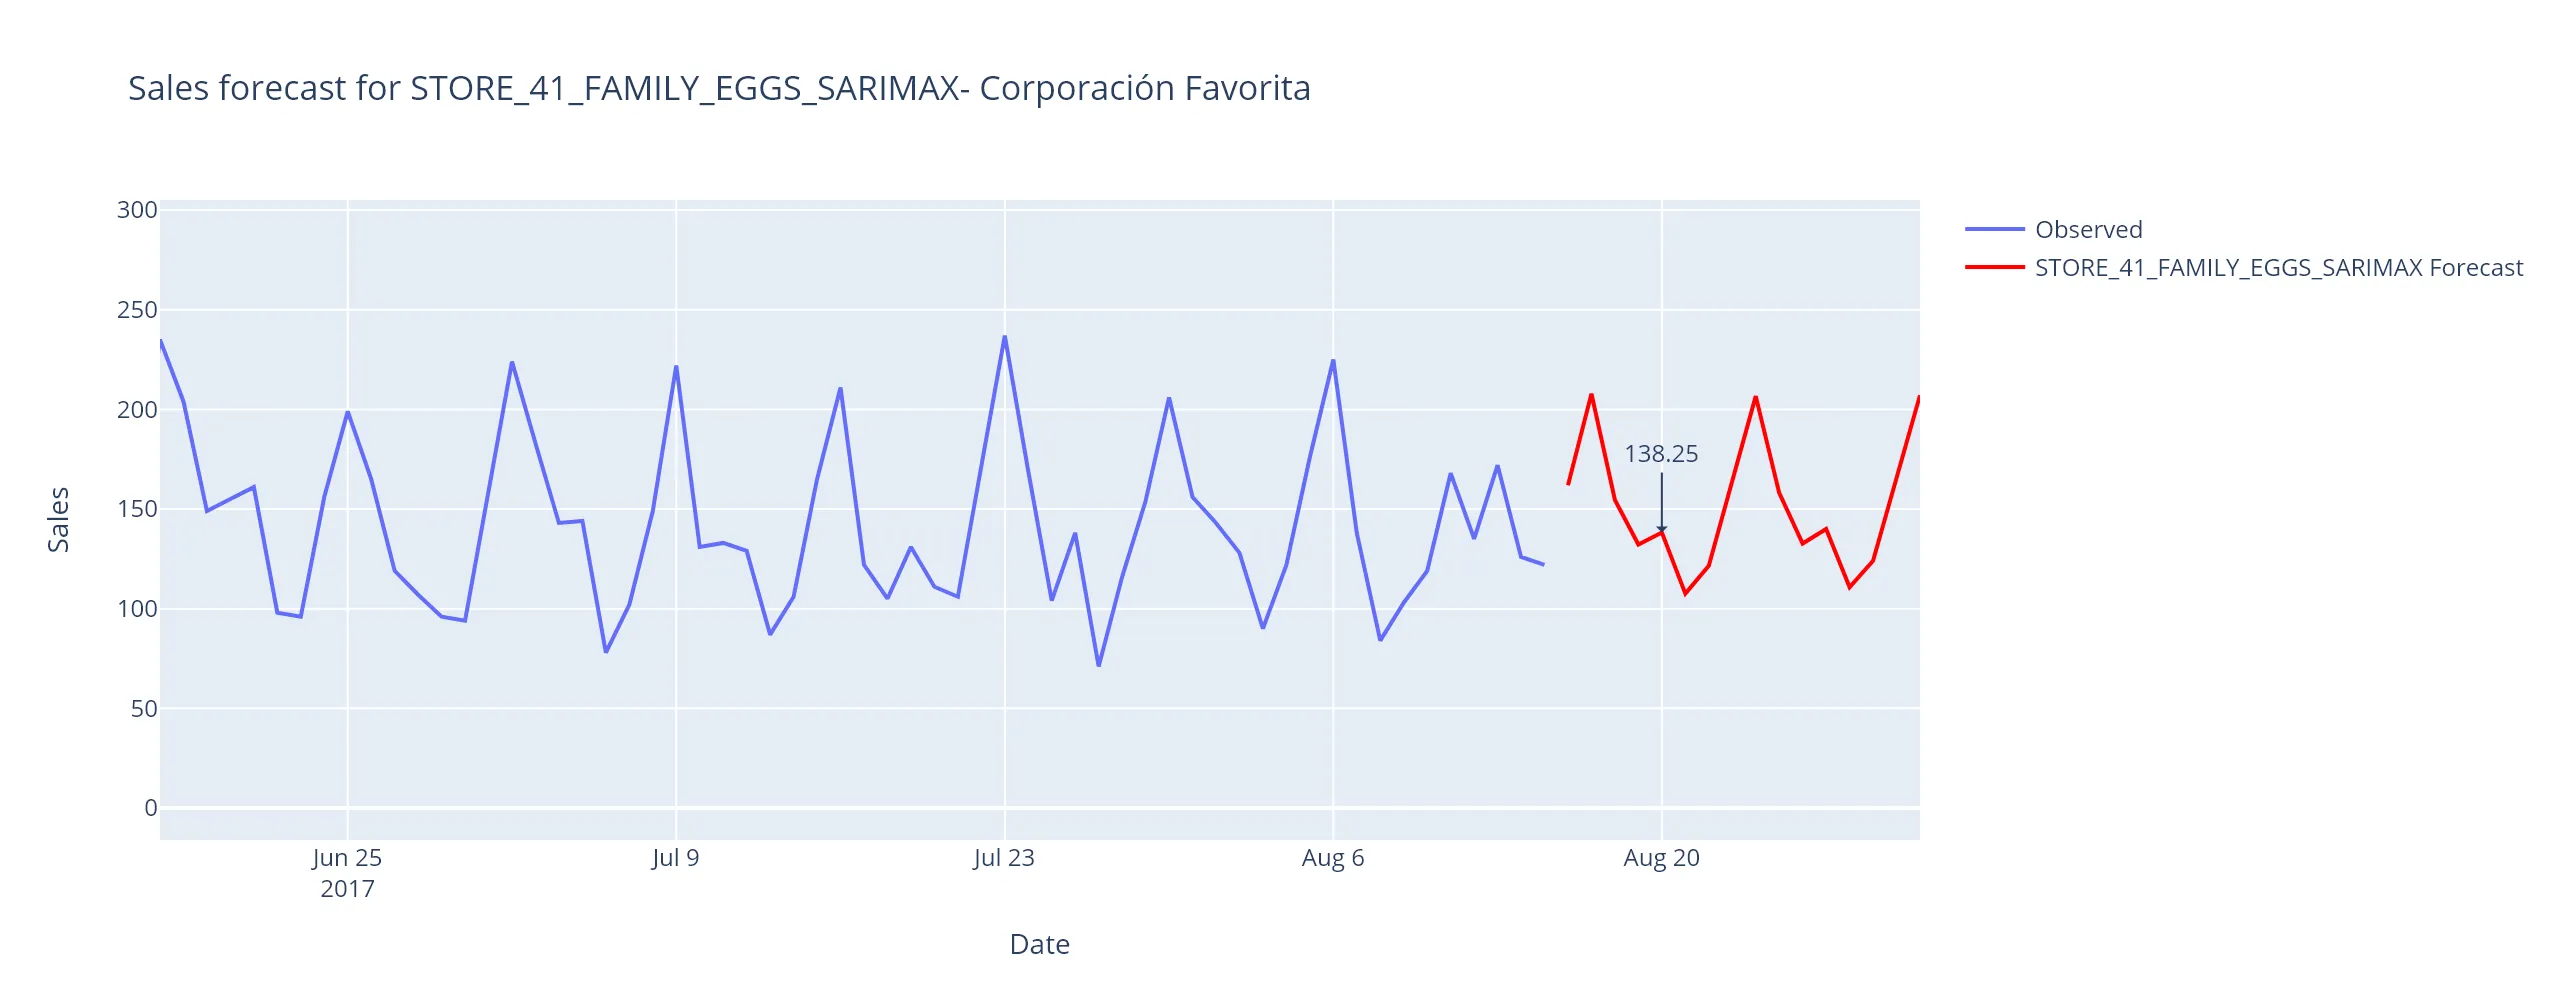 Sales forecast for STORE_41_FAMILY_EGGS_SARIMAX- Corporación Favorita
Observed
STORE_41_FAMILY_EGGS_SARIMAX Forecast
300
250
200
150
100
50
0
Sales
138.25
Jun 25
2017
Jul 9
Jul 23
Aug 6
Aug 20
Date